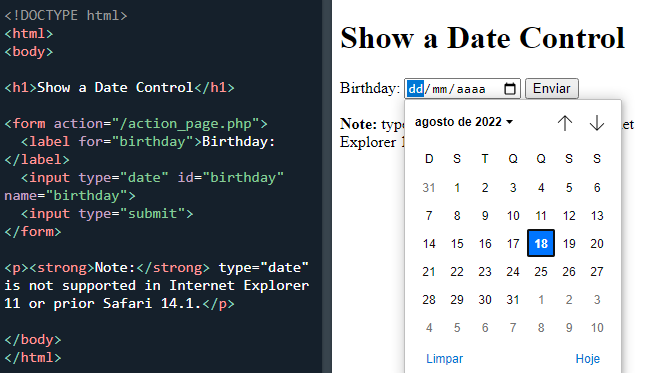 <!DOCTYPE html>
<html>
<body>
<h1>Show a Date Control</h1>
<form action="/action_page.php">
<label for="birthday">Birthday:
</label>
<input type="date" id="birthday"
name="birthday">
<input type="submit">
</form>
<p><strong>Note:</strong> type="date"
is not supported in Internet Explorer
11 or prior Safari 14.1.</p>
</body>
</html>
Show a Date Control
Birthday: dd/mm/aaaa Enviar
Note:
Explorer
agosto de 2022
D S T Q Q S S
31 1 2 3 4 5 6
7 8 9 10 11 12 13
14 15 16 17 18 19 20
21 22 23 24 25 26 27
28 29 30 31 1 2 3
4 5 6 7 8 9 10
Limpar Hoje